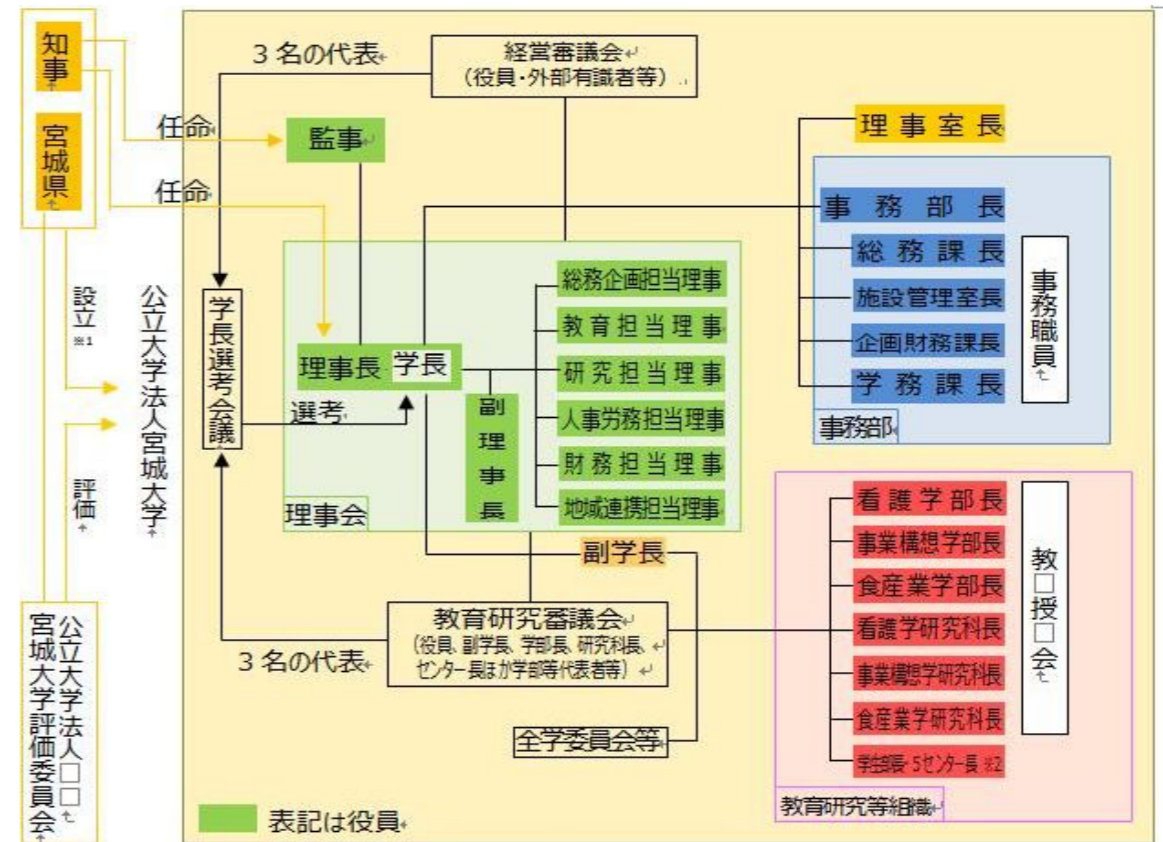 知事
宮城県
任命
任命
3名の代表
経営審議会
(役員・外部有識者等)
監事
理事室長
事務部長
総務課長
施設管理室長
企画財務課長
学務課長
事務職員
事務部
設立 ※1
評価
公立大学法人宮城大学
学長選考会議
選考
理事長
学長
副理事長
総務企画担当理事
教育担当理事
研究担当理事
人事労務担当理事
財務担当理事
地域連携担当理事
理事会
副学長
教育研究審議会
(役員、副学長、学部長、研究科長、
センター長ほか学部等代表者等)
3名の代表
全学委員会等
看護学部長
事業構想学部長
食産業学部長
看護学研究科長
事業構想学研究科長
食産業学研究科長
学生部長・5センター長 ※2
教□授□会
教育研究等組織
公立大学法人□□
宮城大学評価委員会
表記は役員